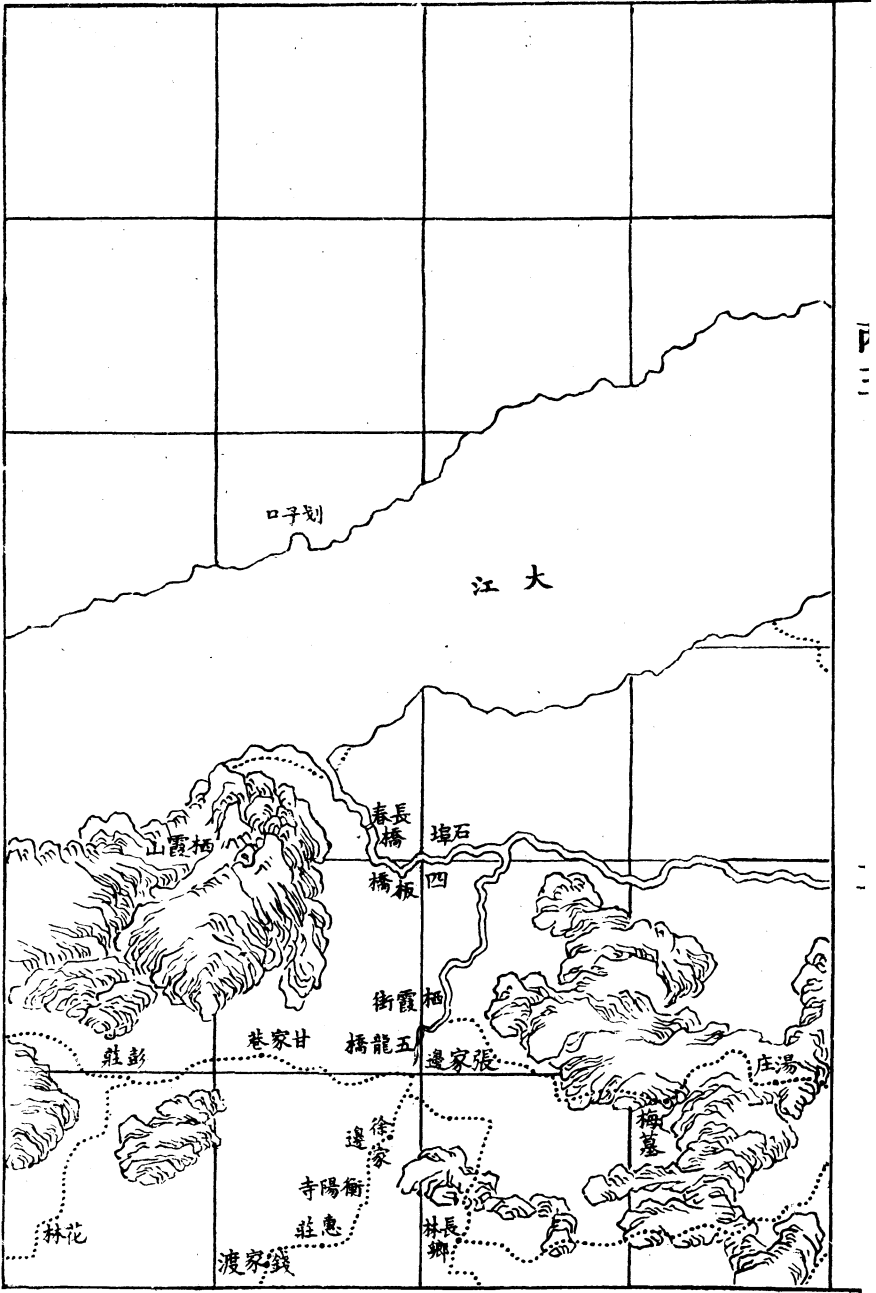 划子口
大江
長春橋
石埠
栖霞山
四板橋
栖霞街
五龍橋
甘家巷
彭莊
張家邊
湯庄
梅墓
徐家邊
衡陽寺
惠莊
長林鄉
花林
錢家渡